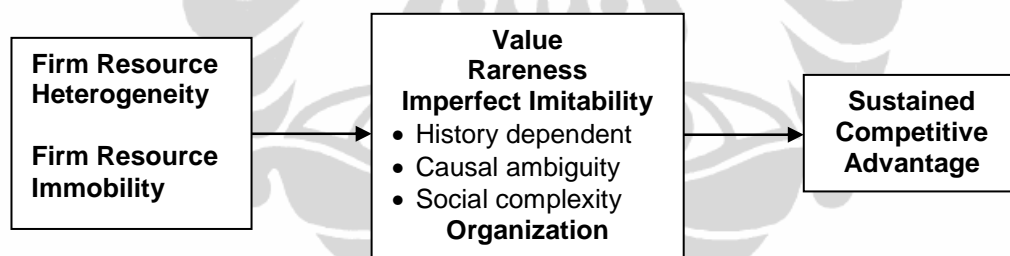 Firm Resource
Heterogeneity
Firm Resource
Immobility
Value
Rareness
Imperfect Imitability
• History dependent
• Causal ambiguity
• Social complexity
Organization
Sustained
Competitive
Advantage